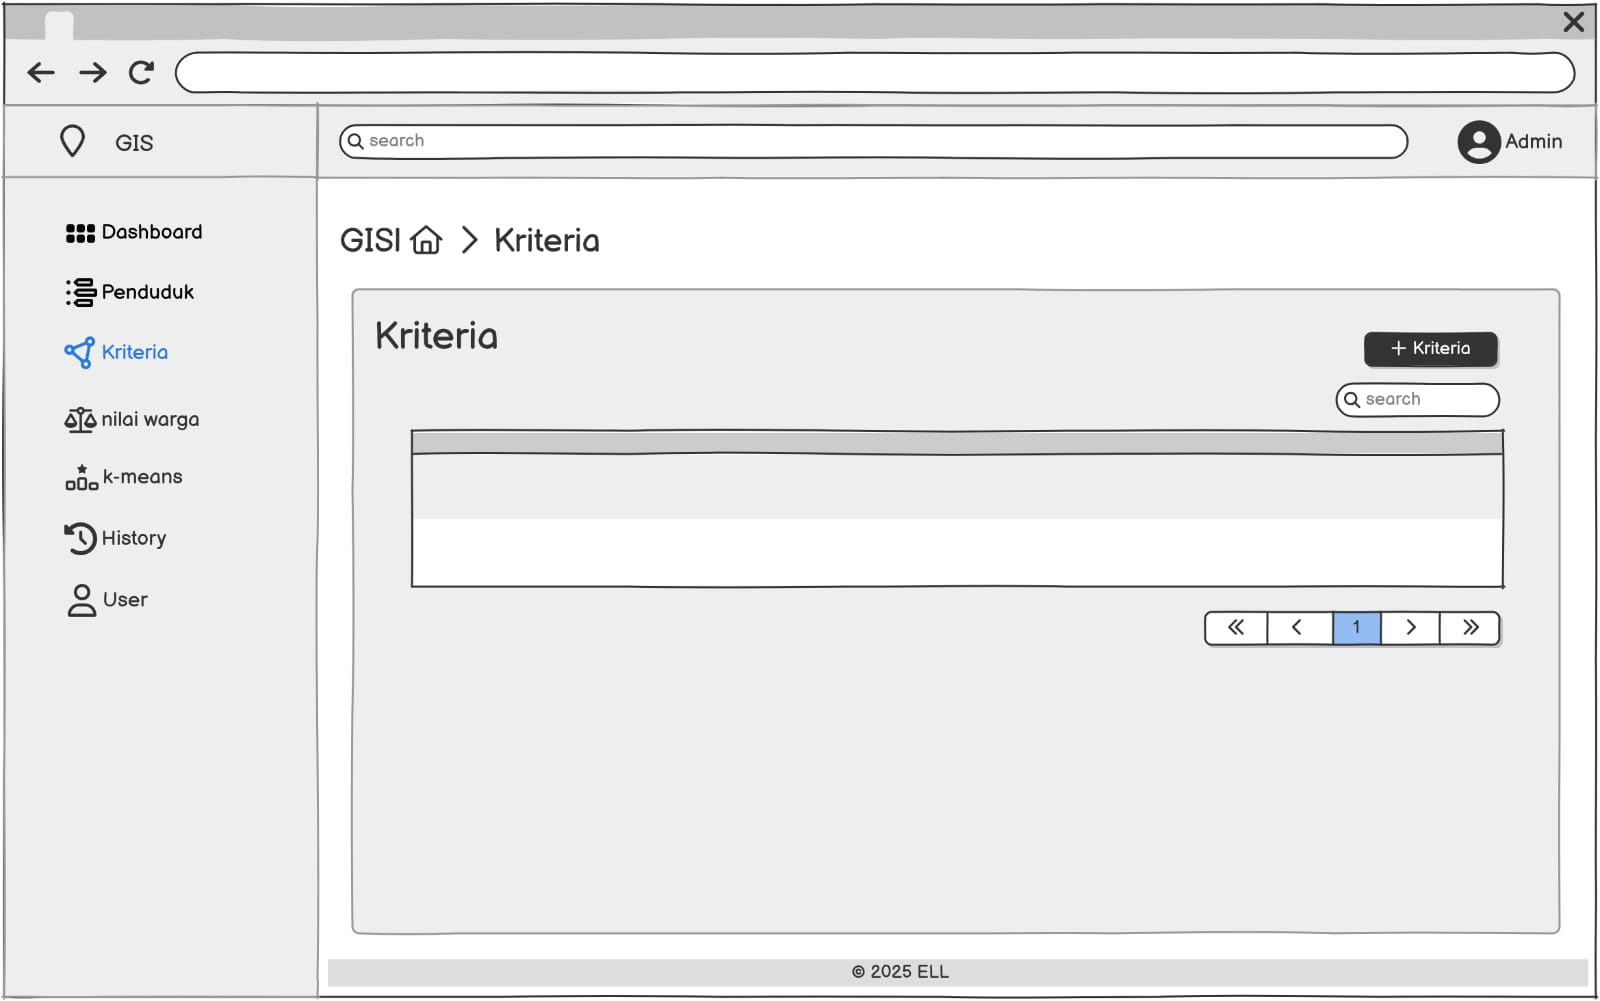 GIS
search
Admin
Dashboard
Penduduk
Kriteria
nilai warga
k-means
History
User
GISI > Kriteria
Kriteria
+ Kriteria
search
1
© 2025 ELL